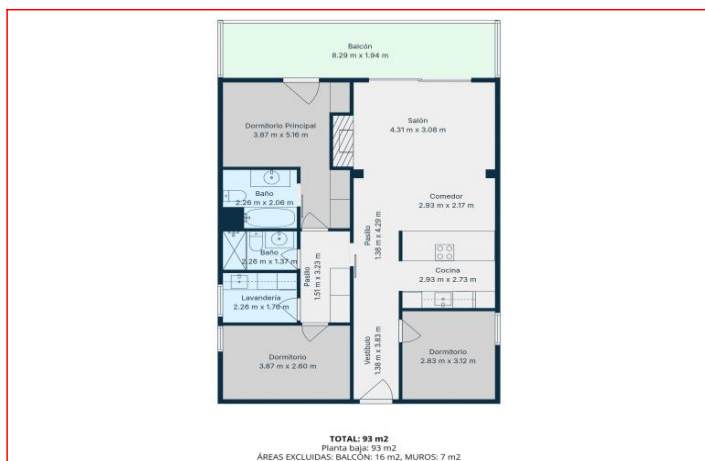 Balcón
8.29 m x 1.94 m
Dormitorio Principal
3.87 m x 5.16 m
Salón
4.31 m x 3.08 m
Baño
2.26 m x 2.06 m
Comedor
2.93 m x 2.17 m
Pasillo
1.38 m x 4.29 m
Baño
2.26 m x 1.37 m
Pasillo
1.51 m x 3.23 m
Cocina
2.93 m x 2.73 m
Lavandería
2.26 m x 1.76 m
Vestíbulo
1.38 m x 3.83 m
Dormitorio
3.87 m x 2.60 m
Dormitorio
2.83 m x 3.12 m
TOTAL: 93 m2
Planta baja: 93 m2
ÁREAS EXCLUIDAS: BALCÓN: 16 m2, MUROS: 7 m2